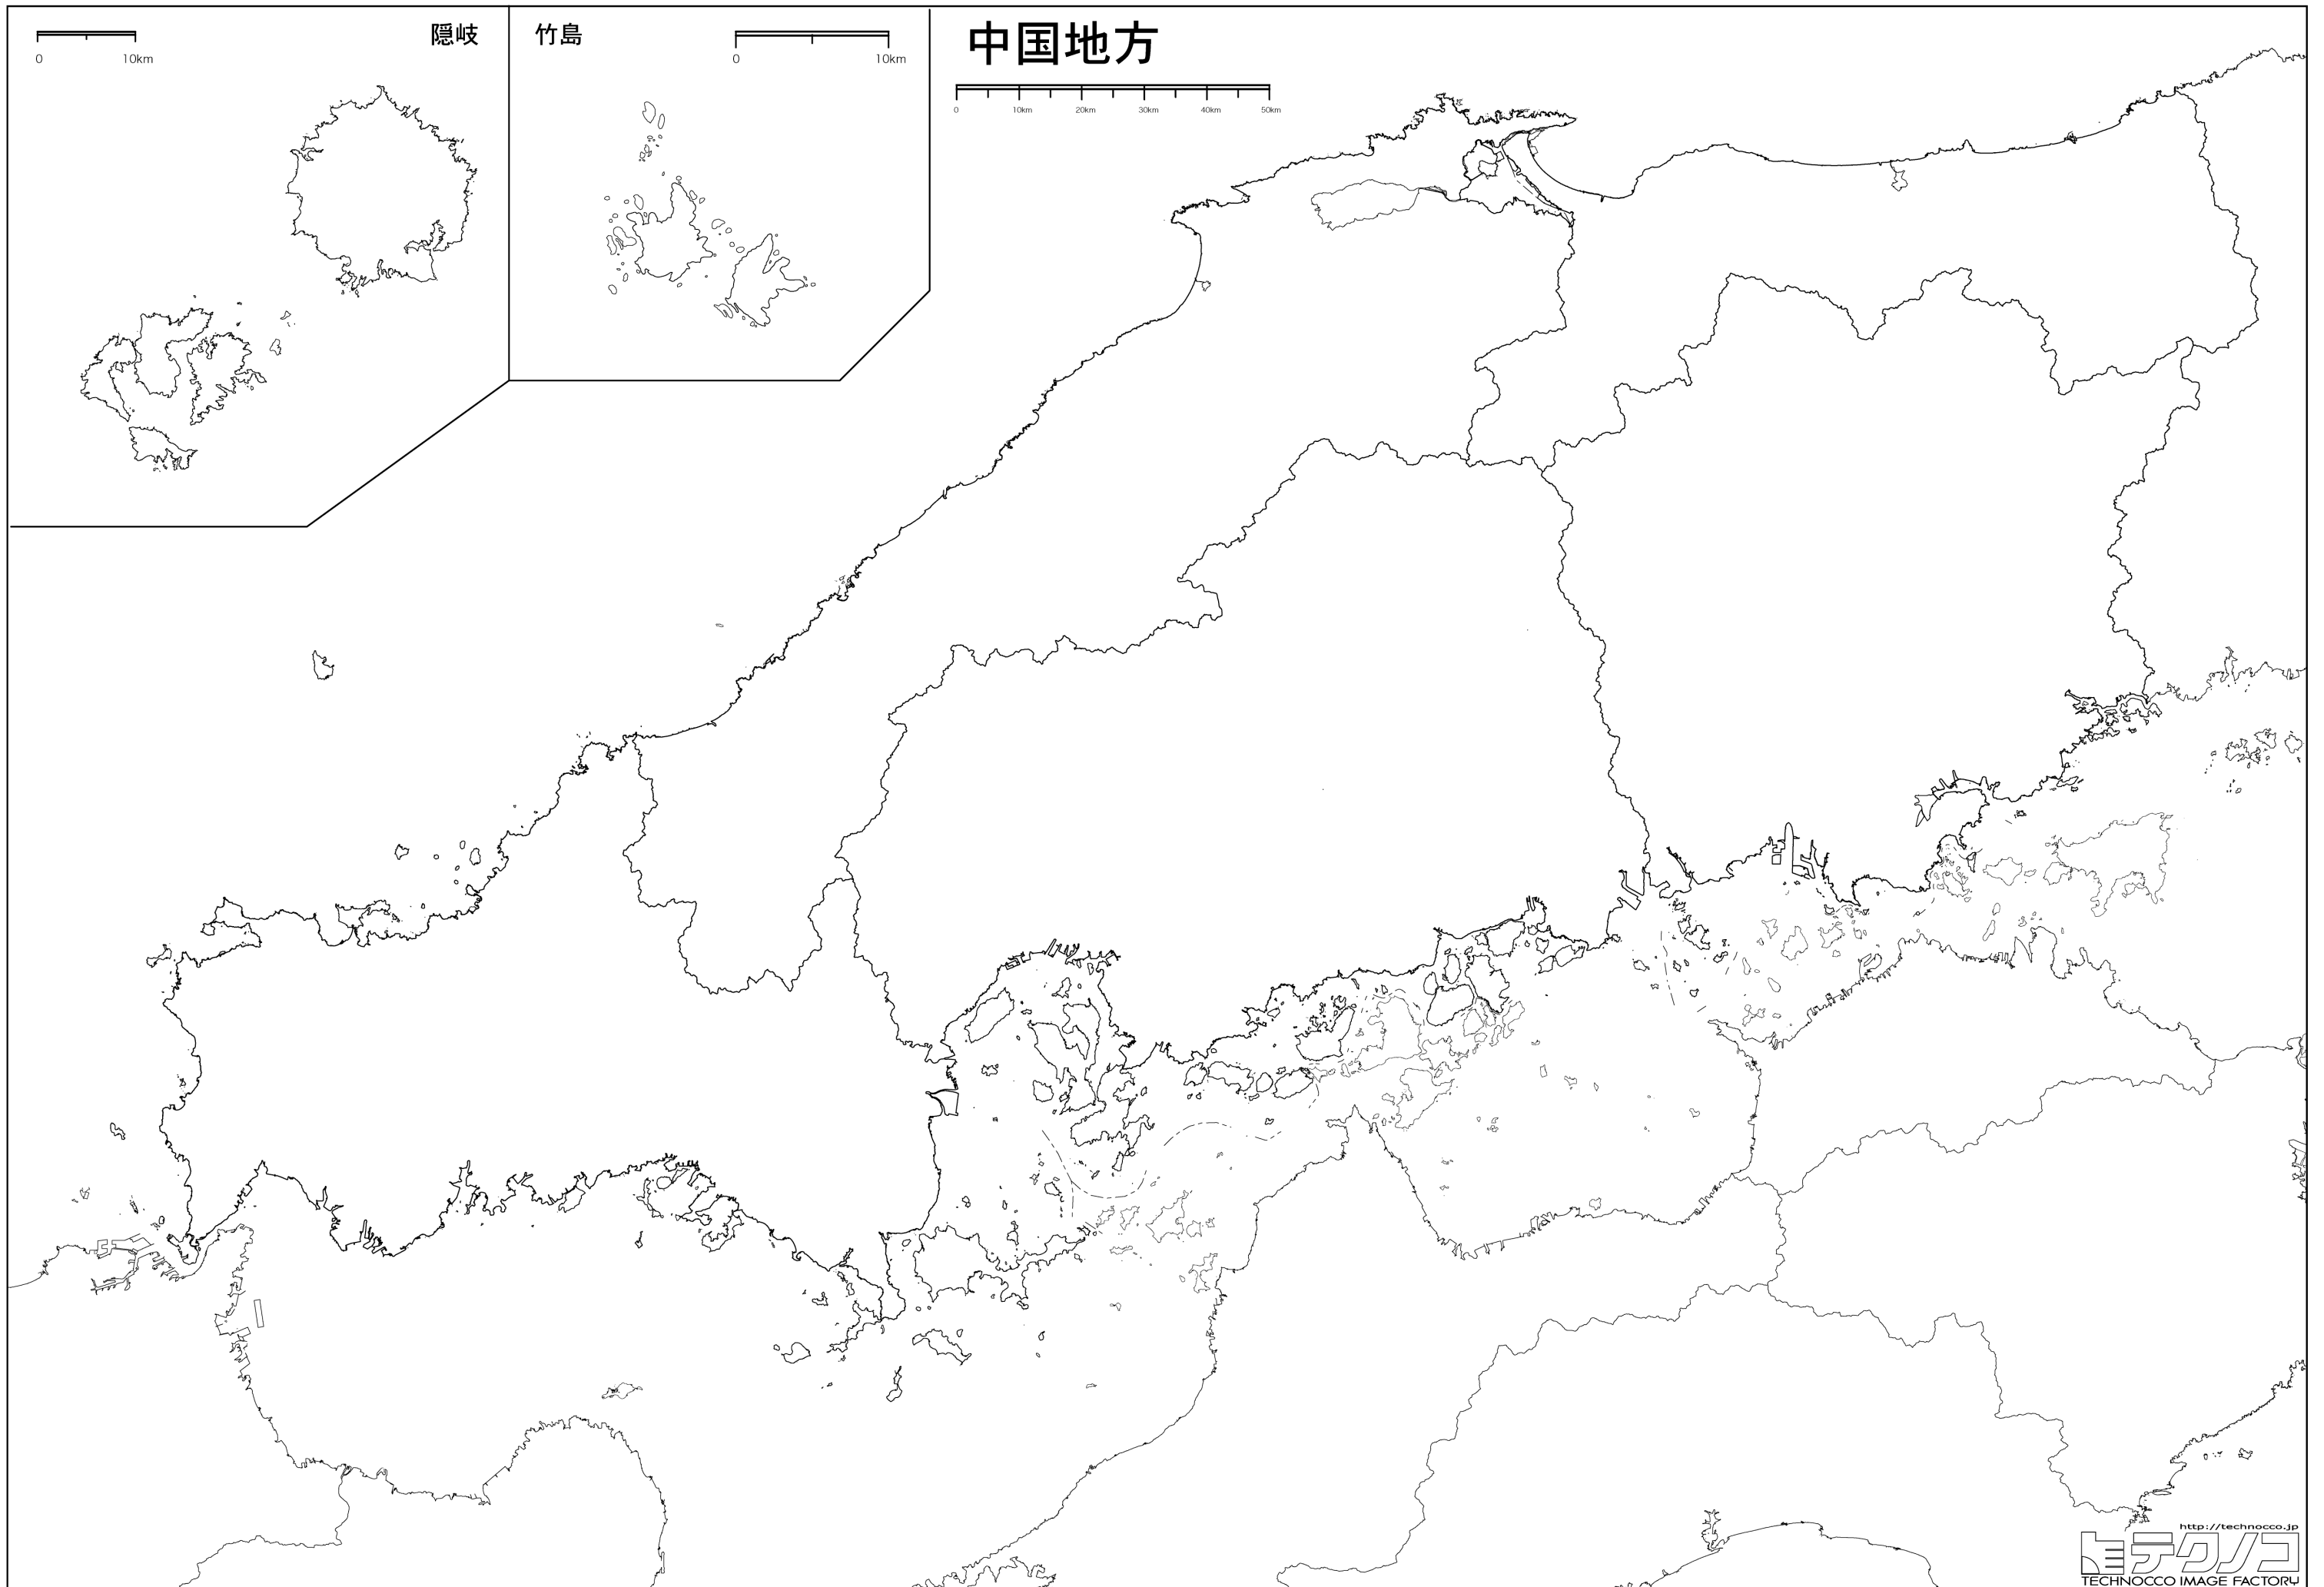 隠岐
0 10km
竹島
0 10km
中国地方
0 10km 20km 30km 40km 50km
http://technocco.jp
テクノコ
TECHNOCCO IMAGE FACTORY